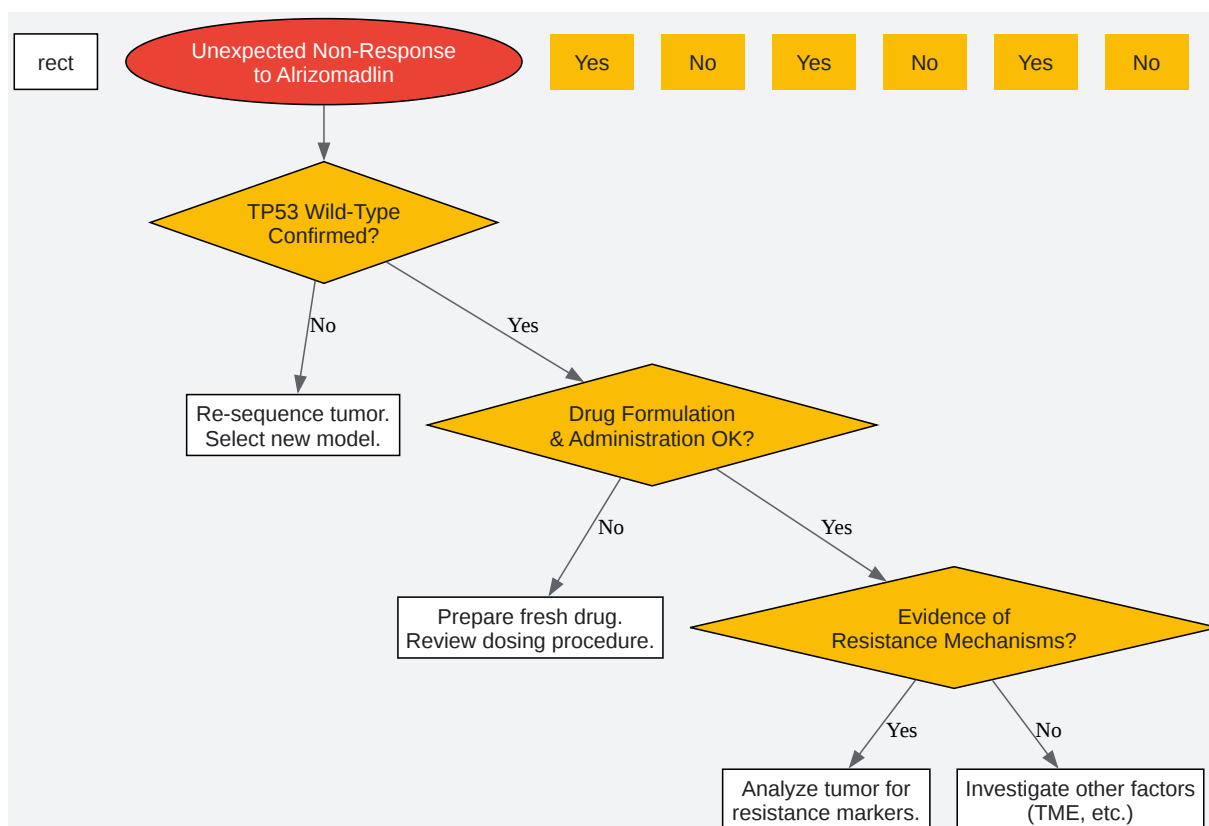 rect
Unexpected Non-Response
to Alrizomadlin
Yes
No
Yes
No
Yes
No
TP53 Wild-Type
Confirmed?
No
Yes
Re-sequence tumor.
Select new model.
Drug Formulation
& Administration OK?
No
Yes
Prepare fresh drug.
Review dosing procedure.
Evidence of
Resistance Mechanisms?
Yes
No
Analyze tumor for
resistance markers.
Investigate other factors
(TME, etc.)